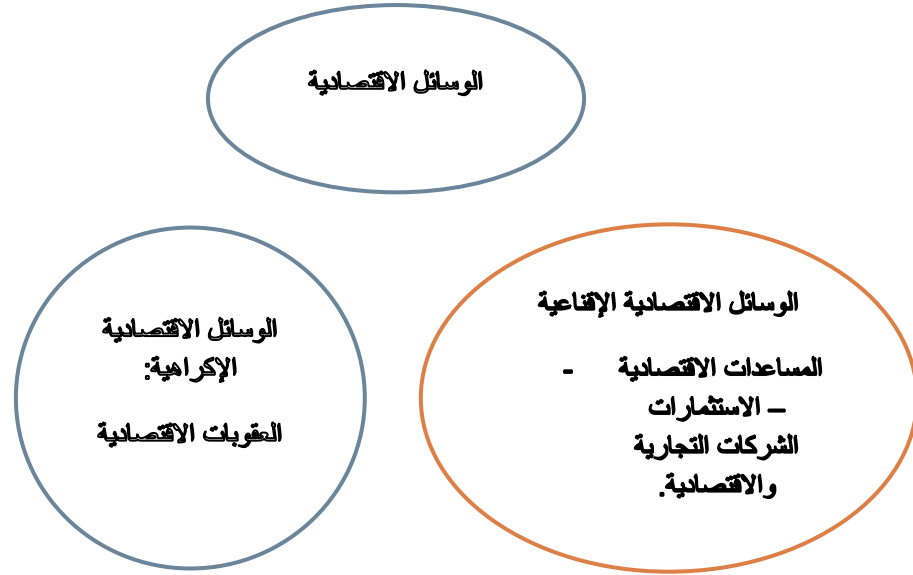 الوسائل الاقتصادية
الوسائل الاقتصادية الإقناعية
- المساعدات الاقتصادية
– الاستثمارات
الشركات التجارية
والاقتصادية.
الوسائل الاقتصادية
الإكراهية:
العقوبات الاقتصادية